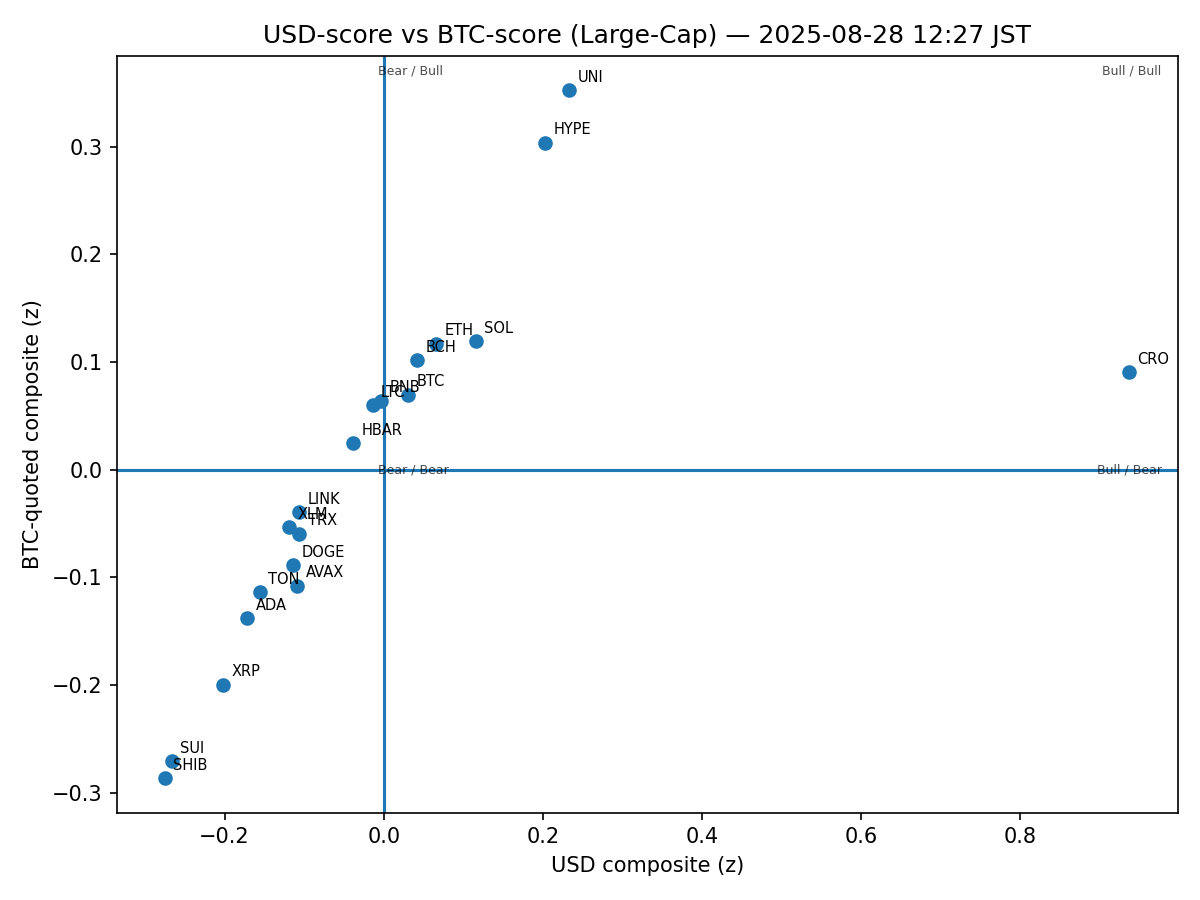 USD-score vs BTC-score (Large-Cap) — 2025-08-28 12:27 JST
Bear / Bull
Bull / Bull
UNI
HYPE
ETH
SOL
BCH
CRO
BTC
BNB
LTC
HBAR
Bear / Bear
Bull / Bear
LINK
XLM
TRX
DOGE
AVAX
TON
ADA
XRP
SUI
SHIB
0.3
0.2
0.1
0.0
−0.1
−0.2
−0.3
BTC-quoted composite (z)
−0.2
0.0
0.2
0.4
0.6
0.8
USD composite (z)